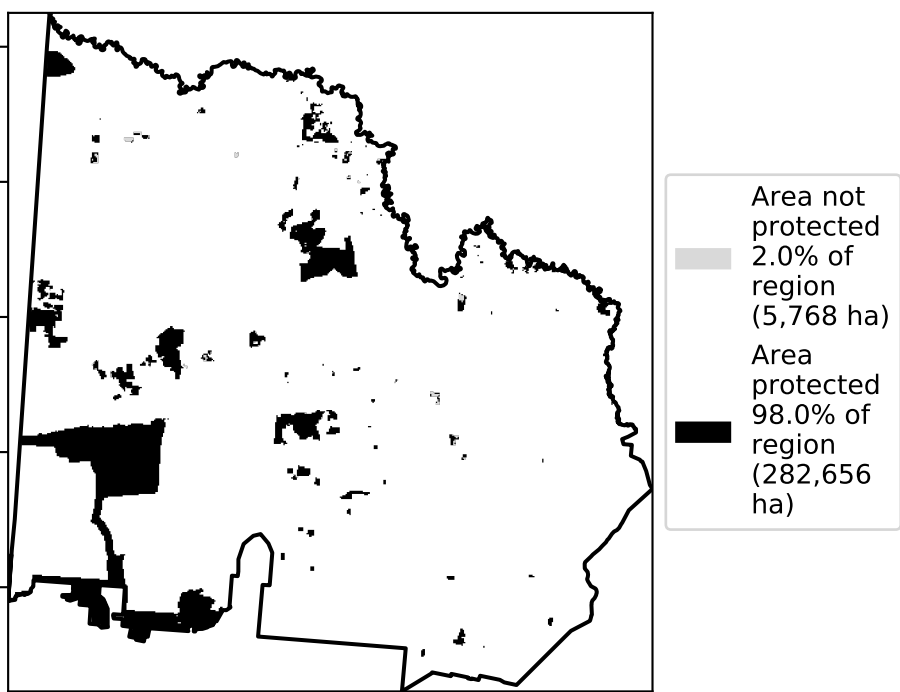 Area not
protected
2.0% of
region
(5,768 ha)
Area
protected
98.0% of
region
(282,656
ha)